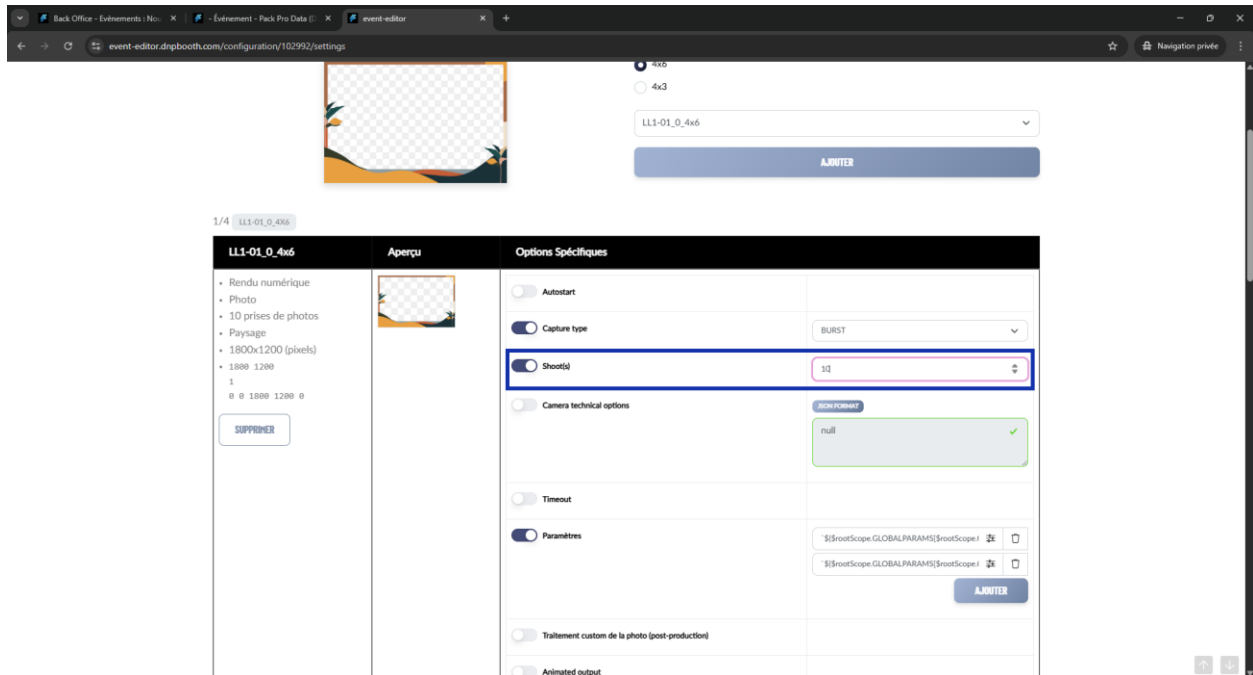 Back Office - Evènements : Nou
- Événement - Pack Pro Data (D
event-editor
event-editor.dnpbooth.com/configuration/102992/settings
Navigation privée
4x6
4x3
LL1-01_0_4x6
AJOUTER
1/4 LL1-01_0_4X6
LL1-01_0_4x6
Aperçu
Options Spécifiques
• Rendu numérique
• Photo
• 10 prises de photos
• Paysage
• 1800x1200 (pixels)
• 1800 1200
1
0 0 1800 1200 0
SUPPRIMER
Autostart
Capture type
BURST
Shoot(s)
10
Camera technical options
JSON FORMAT
null
Timeout
Paramètres
`${$rootScope.GLOBALPARAMS[$rootScope.
`${$rootScope.GLOBALPARAMS[$rootScope.
AJOUTER
Traitement custom de la photo (post-production)
Animated output